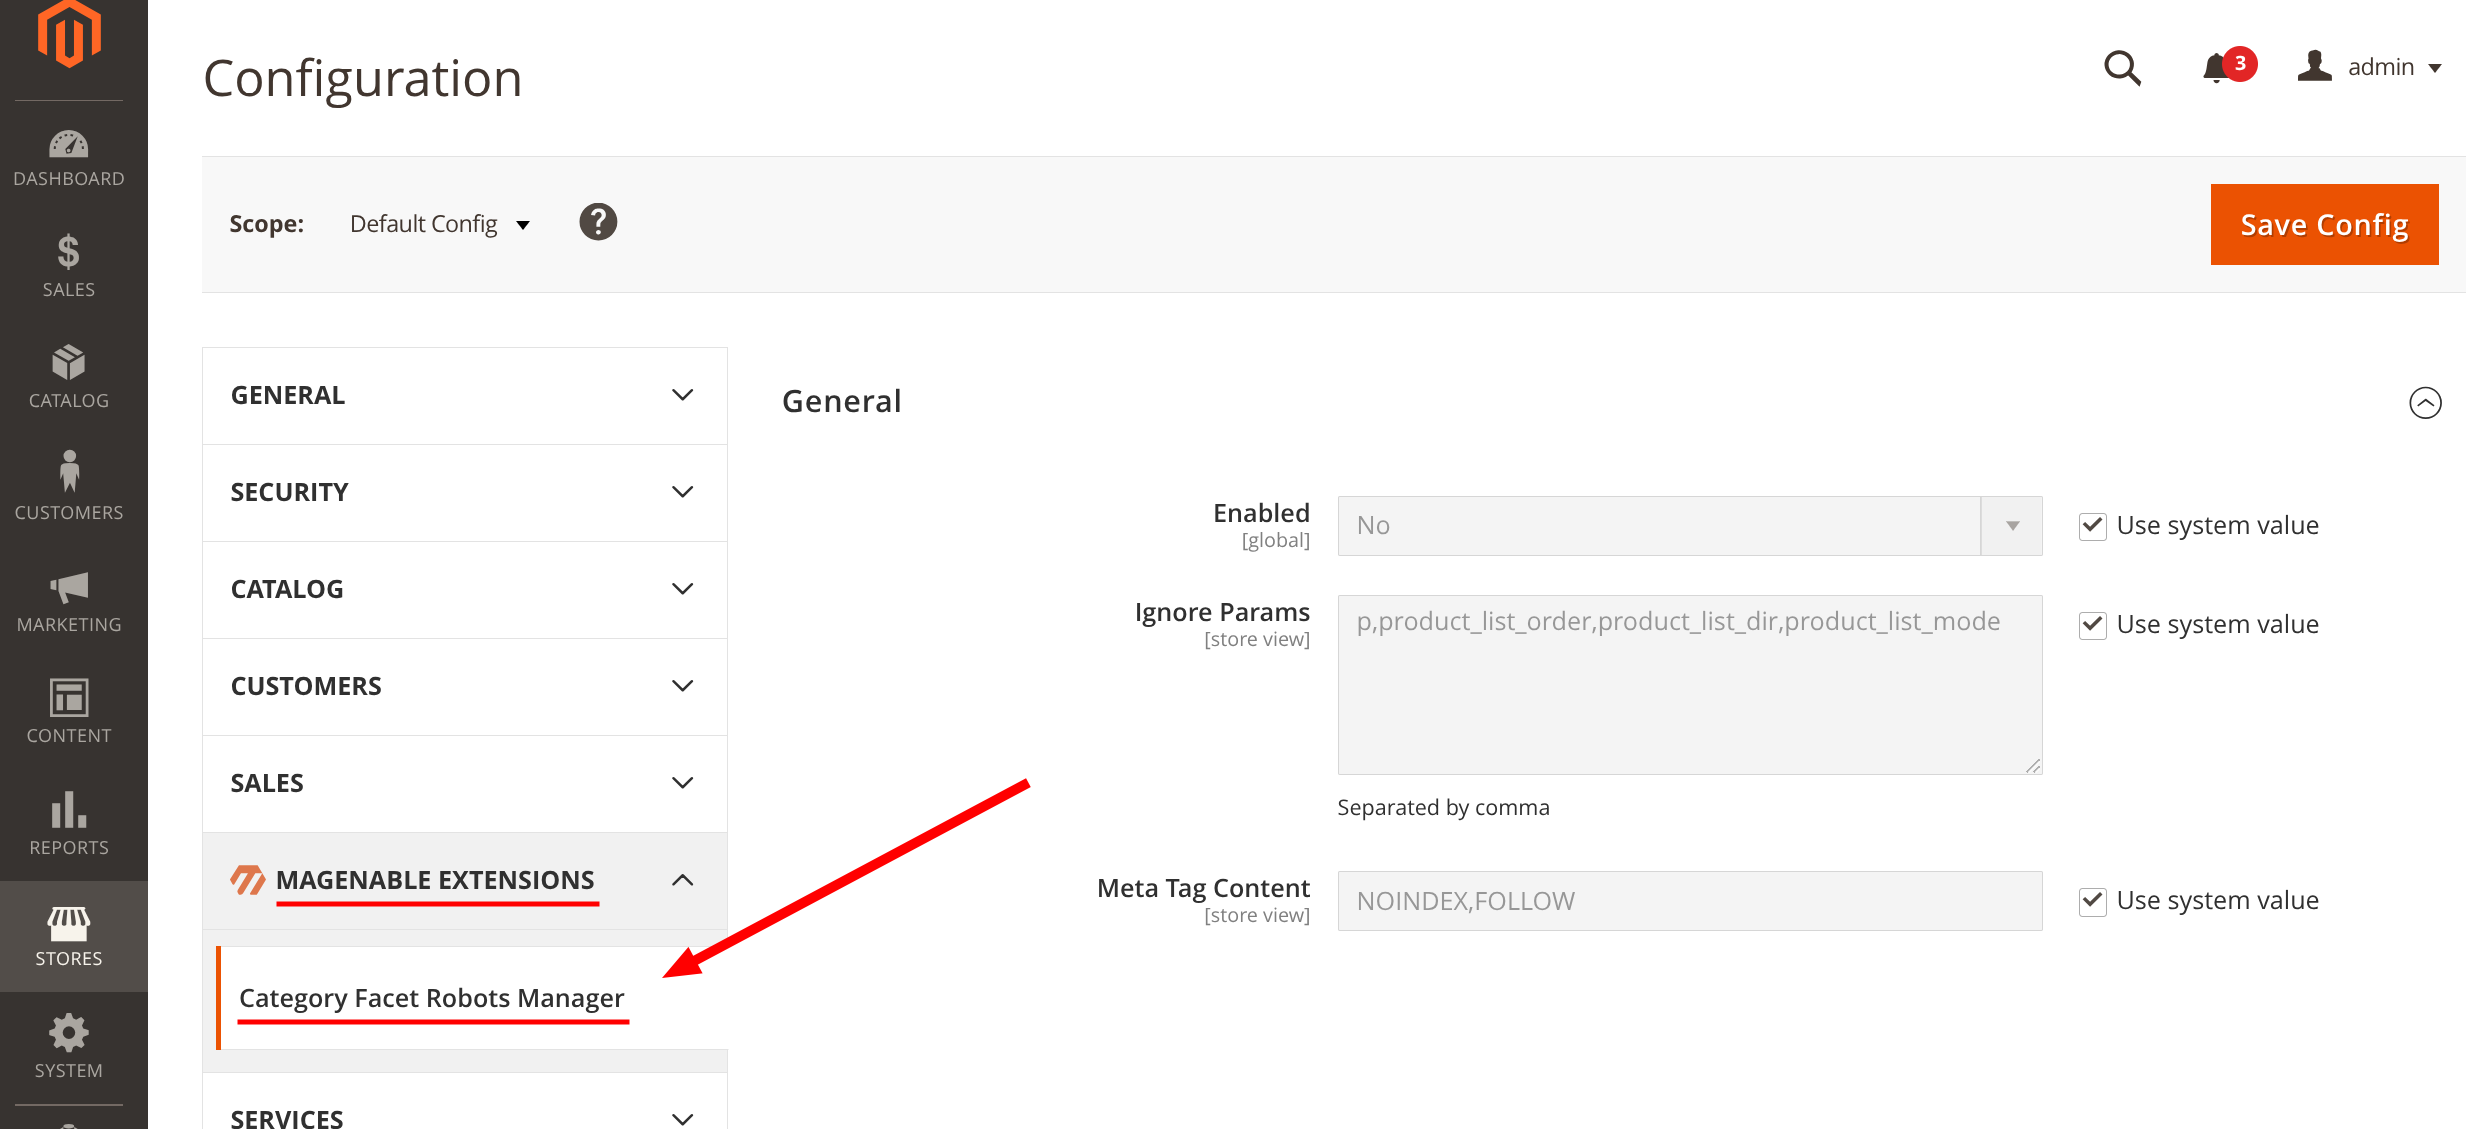 Configuration
3
admin
DASHBOARD
SALES
CATALOG
CUSTOMERS
MARKETING
CONTENT
REPORTS
STORES
SYSTEM
Scope: Default Config ?
Save Config
GENERAL
SECURITY
CATALOG
CUSTOMERS
SALES
MAGENABLE EXTENSIONS
Category Facet Robots Manager
SERVICES
General
Enabled
[global]
No
Use system value
Ignore Params
[store view]
p,product_list_order,product_list_dir,product_list_mode
Use system value
Separated by comma
Meta Tag Content
[store view]
NOINDEX,FOLLOW
Use system value